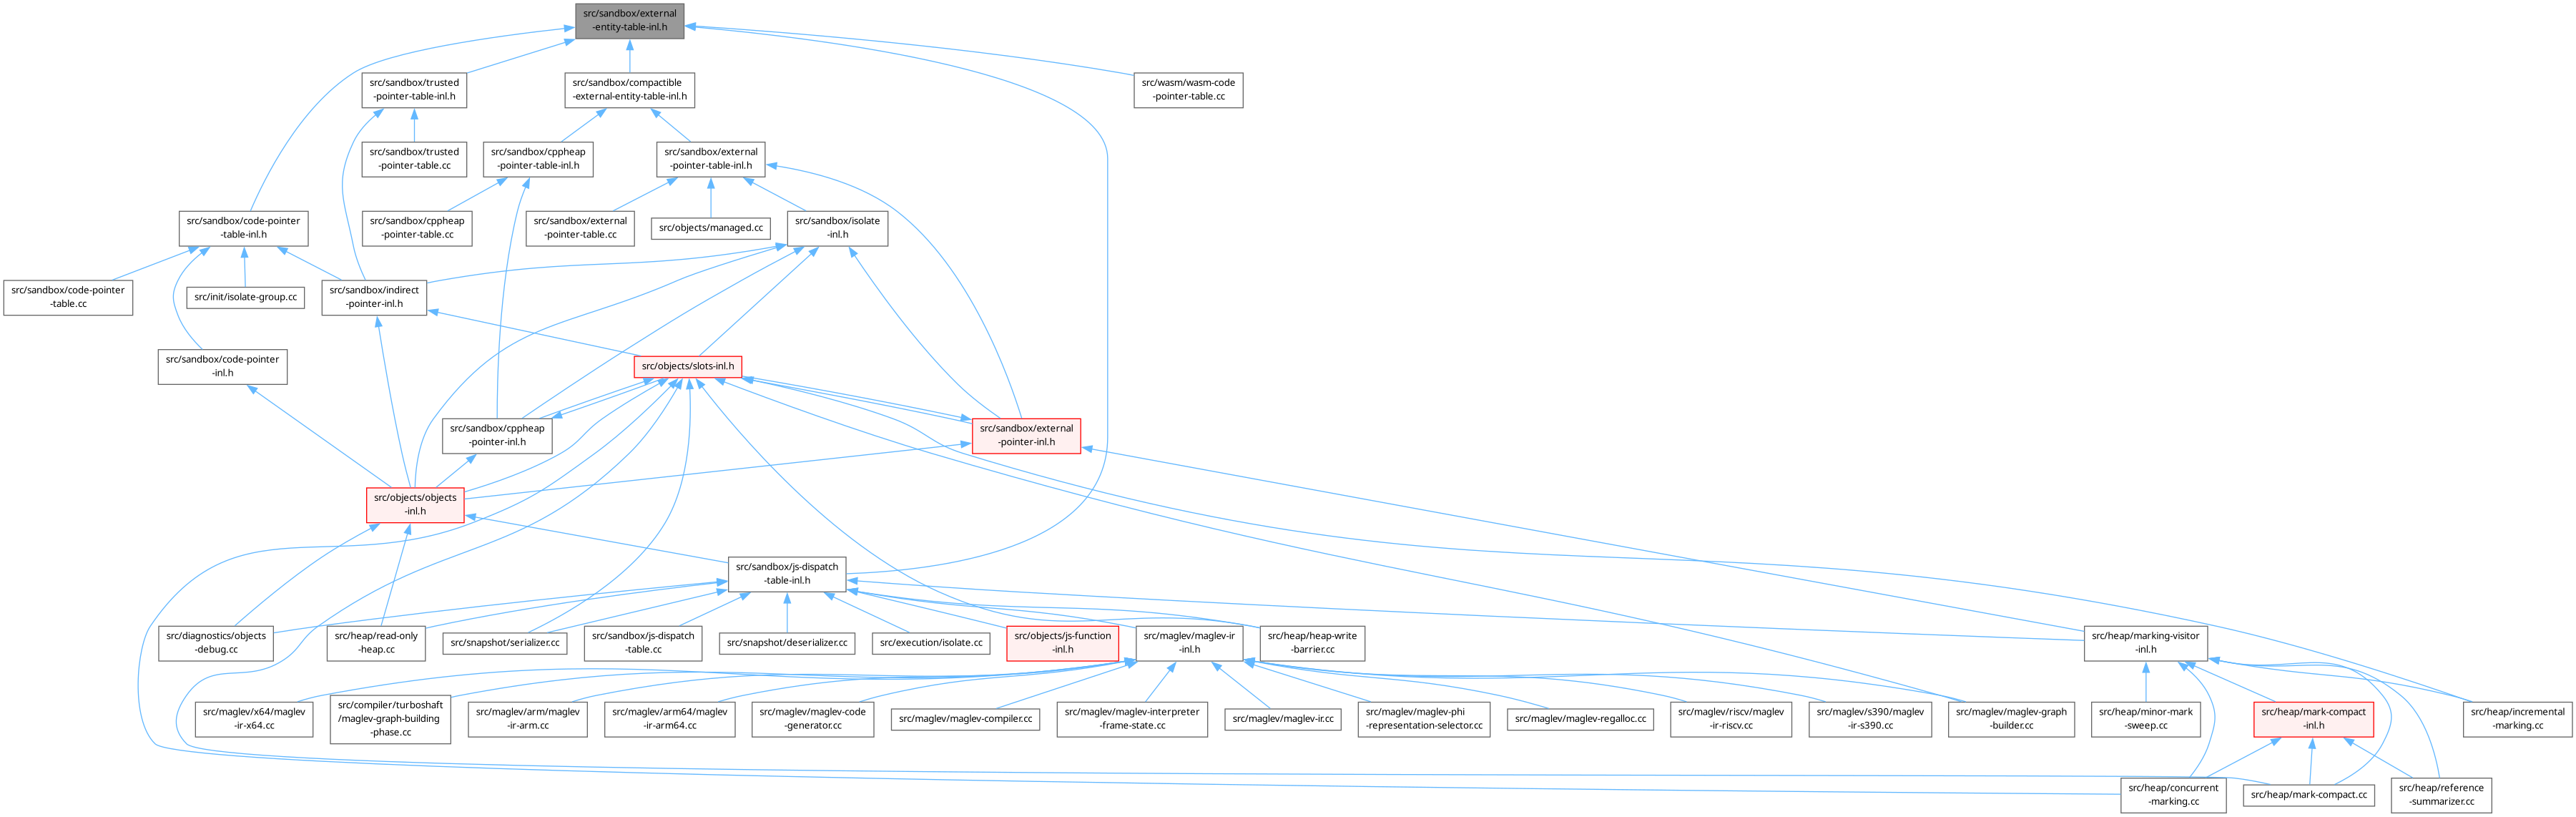 src/sandbox/external
-entity-table-inl.h
src/sandbox/trusted
-pointer-table-inl.h
src/sandbox/compactible
-external-entity-table-inl.h
src/wasm/wasm-code
-pointer-table.cc
src/sandbox/trusted
-pointer-table.cc
src/sandbox/cppheap
-pointer-table-inl.h
src/sandbox/external
-pointer-table-inl.h
src/sandbox/code-pointer
-table-inl.h
src/sandbox/cppheap
-pointer-table.cc
src/sandbox/external
-pointer-table.cc
src/objects/managed.cc
src/sandbox/isolate
-inl.h
src/sandbox/code-pointer
-table.cc
src/init/isolate-group.cc
src/sandbox/indirect
-pointer-inl.h
src/sandbox/code-pointer
-inl.h
src/objects/slots-inl.h
src/sandbox/cppheap
-pointer-inl.h
src/sandbox/external
-pointer-inl.h
src/objects/objects
-inl.h
src/sandbox/js-dispatch
-table-inl.h
src/diagnostics/objects
-debug.cc
src/heap/read-only
-heap.cc
src/snapshot/serializer.cc
src/sandbox/js-dispatch
-table.cc
src/snapshot/deserializer.cc
src/execution/isolate.cc
src/objects/js-function
-inl.h
src/maglev/maglev-ir
-inl.h
src/heap/heap-write
-barrier.cc
src/heap/marking-visitor
-inl.h
src/maglev/x64/maglev
-ir-x64.cc
src/compiler/turboshaft
/maglev-graph-building
-phase.cc
src/maglev/arm/maglev
-ir-arm.cc
src/maglev/arm64/maglev
-ir-arm64.cc
src/maglev/maglev-code
-generator.cc
src/maglev/maglev-compiler.cc
src/maglev/maglev-interpreter
-frame-state.cc
src/maglev/maglev-ir.cc
src/maglev/maglev-phi
-representation-selector.cc
src/maglev/maglev-regalloc.cc
src/maglev/riscv/maglev
-ir-riscv.cc
src/maglev/s390/maglev
-ir-s390.cc
src/maglev/maglev-graph
-builder.cc
src/heap/minor-mark
-sweep.cc
src/heap/mark-compact
-inl.h
src/heap/incremental
-marking.cc
src/heap/concurrent
-marking.cc
src/heap/mark-compact.cc
src/heap/reference
-summarizer.cc